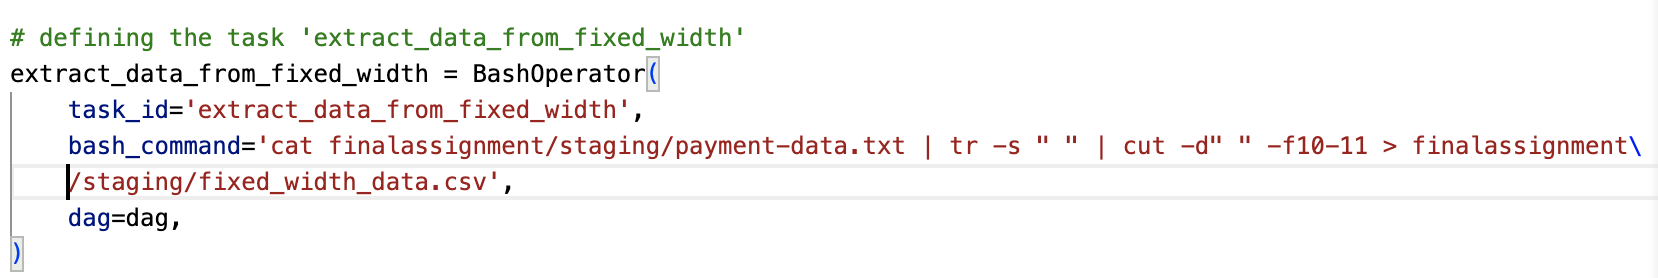 # defining the task 'extract_data_from_fixed_width'
extract_data_from_fixed_width = BashOperator(
    task_id='extract_data_from_fixed_width',
    bash_command='cat finalassignment/staging/payment-data.txt | tr -s " " | cut -d" " -f10-11 > finalassignment\
    /staging/fixed_width_data.csv',
    dag=dag,
)